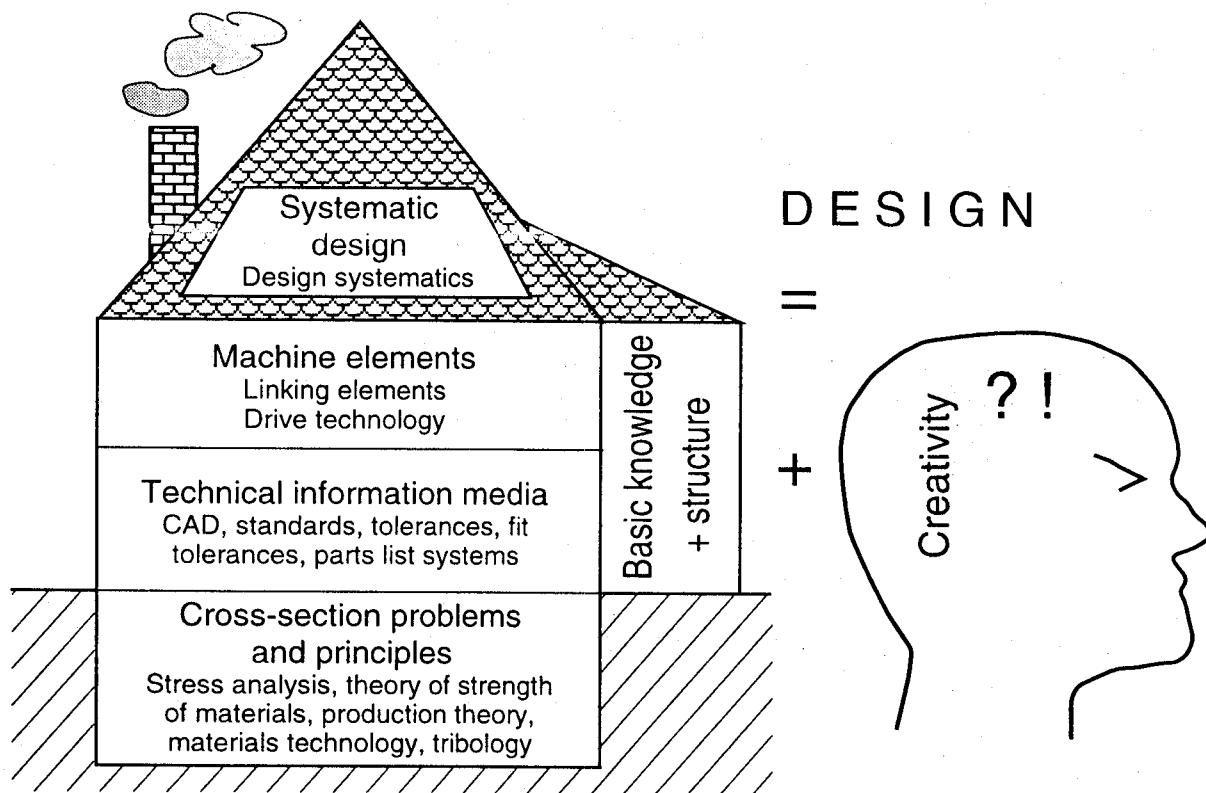 Systematic
design
Design systematics
Machine elements
Linking elements
Drive technology
Technical information media
CAD, standards, tolerances, fit
tolerances, parts list systems
Cross-section problems
and principles
Stress analysis, theory of strength
of materials, production theory,
materials technology, tribology
Basic knowledge
+ structure
DESIGN
=
+
Creativity
?!